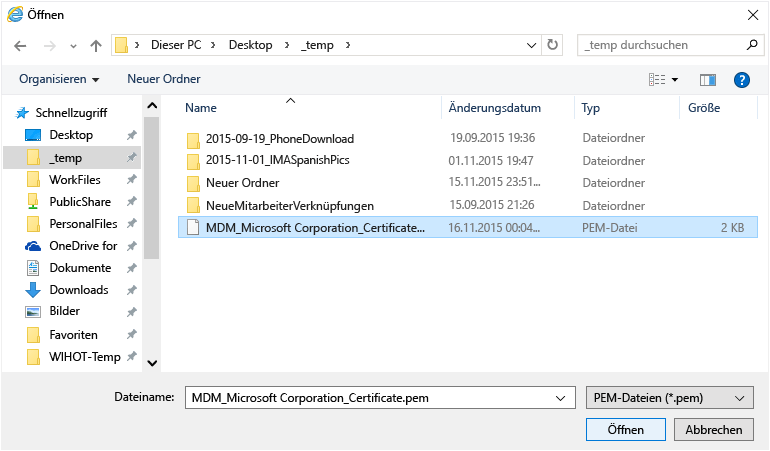 Öffnen
Dieser PC Desktop _temp _temp durchsuchen
Organisieren Neuer Ordner ?
Schnellzugriff
Desktop
_temp
WorkFiles
PublicShare
PersonalFiles
OneDrive for
Dokumente
Downloads
Bilder
Favoriten
WIHOT-Temp
Name Änderungsdatum Typ Größe
2015-09-19_PhoneDownload 19.09.2015 19:36 Dateiordner
2015-11-01_IMASpanishPics 01.11.2015 19:47 Dateiordner
Neuer Ordner 15.11.2015 23:51... Dateiordner
NeueMitarbeiterVerknüpfungen 15.09.2015 21:26 Dateiordner
MDM_Microsoft Corporation_Certificate... 16.11.2015 00:04... PEM-Datei 2 KB
Dateiname: MDM_Microsoft Corporation_Certificate.pem PEM-Dateien (*.pem)
Öffnen Abbrechen